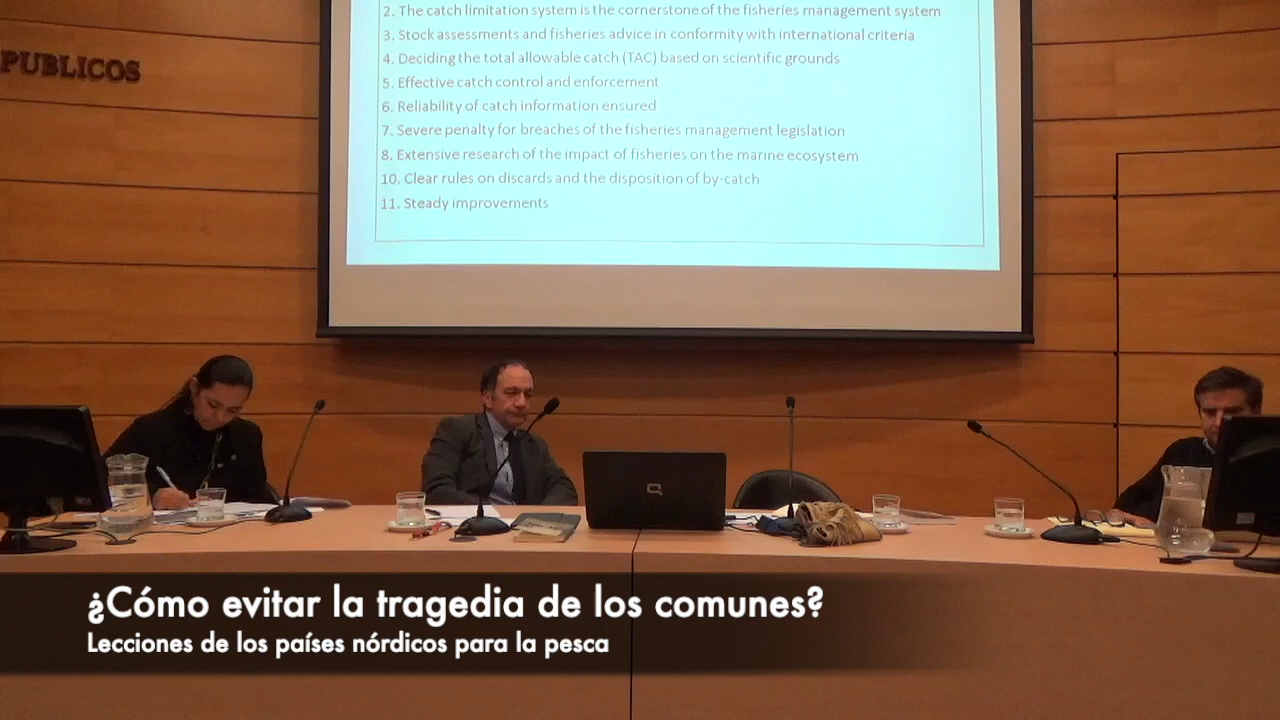 PUBLICOS
2. The catch limitation system is the cornerstone of the fisheries management system
3. Stock assessments and fisheries advice in conformity with international criteria
4. Deciding the total allowable catch (TAC) based on scientific grounds
5. Effective catch control and enforcement
6. Reliability of catch information ensured
7. Severe penalty for breaches of the fisheries management legislation
8. Extensive research of the impact of fisheries on the marine ecosystem
10. Clear rules on discards and the disposition of by-catch
11. Steady improvements
¿Cómo evitar la tragedia de los comunes?
Lecciones de los países nórdicos para la pesca